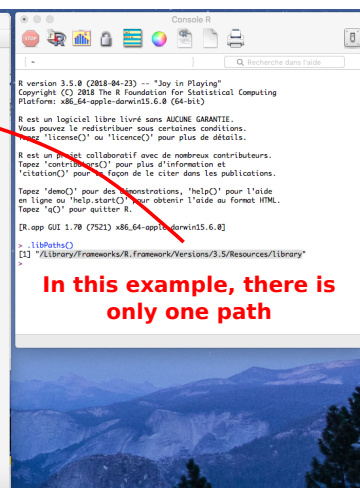 Console R
STOP
Recherche dans l'aide
R version 3.5.0 (2018-04-23) -- "Joy in Playing"
Copyright (C) 2018 The R Foundation for Statistical Computing
Platform: x86_64-apple-darwin15.6.0 (64-bit)
R est un logiciel libre livré sans AUCUNE GARANTIE.
Vous pouvez le redistribuer sous certaines conditions.
Tapez 'license()' ou 'licence()' pour plus de détails.
R est un projet collaboratif avec de nombreux contributeurs.
Tapez 'contributors()' pour plus d'information et
'citation()' pour la façon de le citer dans les publications.
Tapez 'demo()' pour des démonstrations, 'help()' pour l'aide
en ligne ou 'help.start()' pour obtenir l'aide au format HTML.
Tapez 'q()' pour quitter R.
[R.app GUI 1.70 (7521) x86_64-apple-darwin15.6.0]
> .libPaths()
[1] "/Library/Frameworks/R.framework/Versions/3.5/Resources/library"
>
In this example, there is
only one path